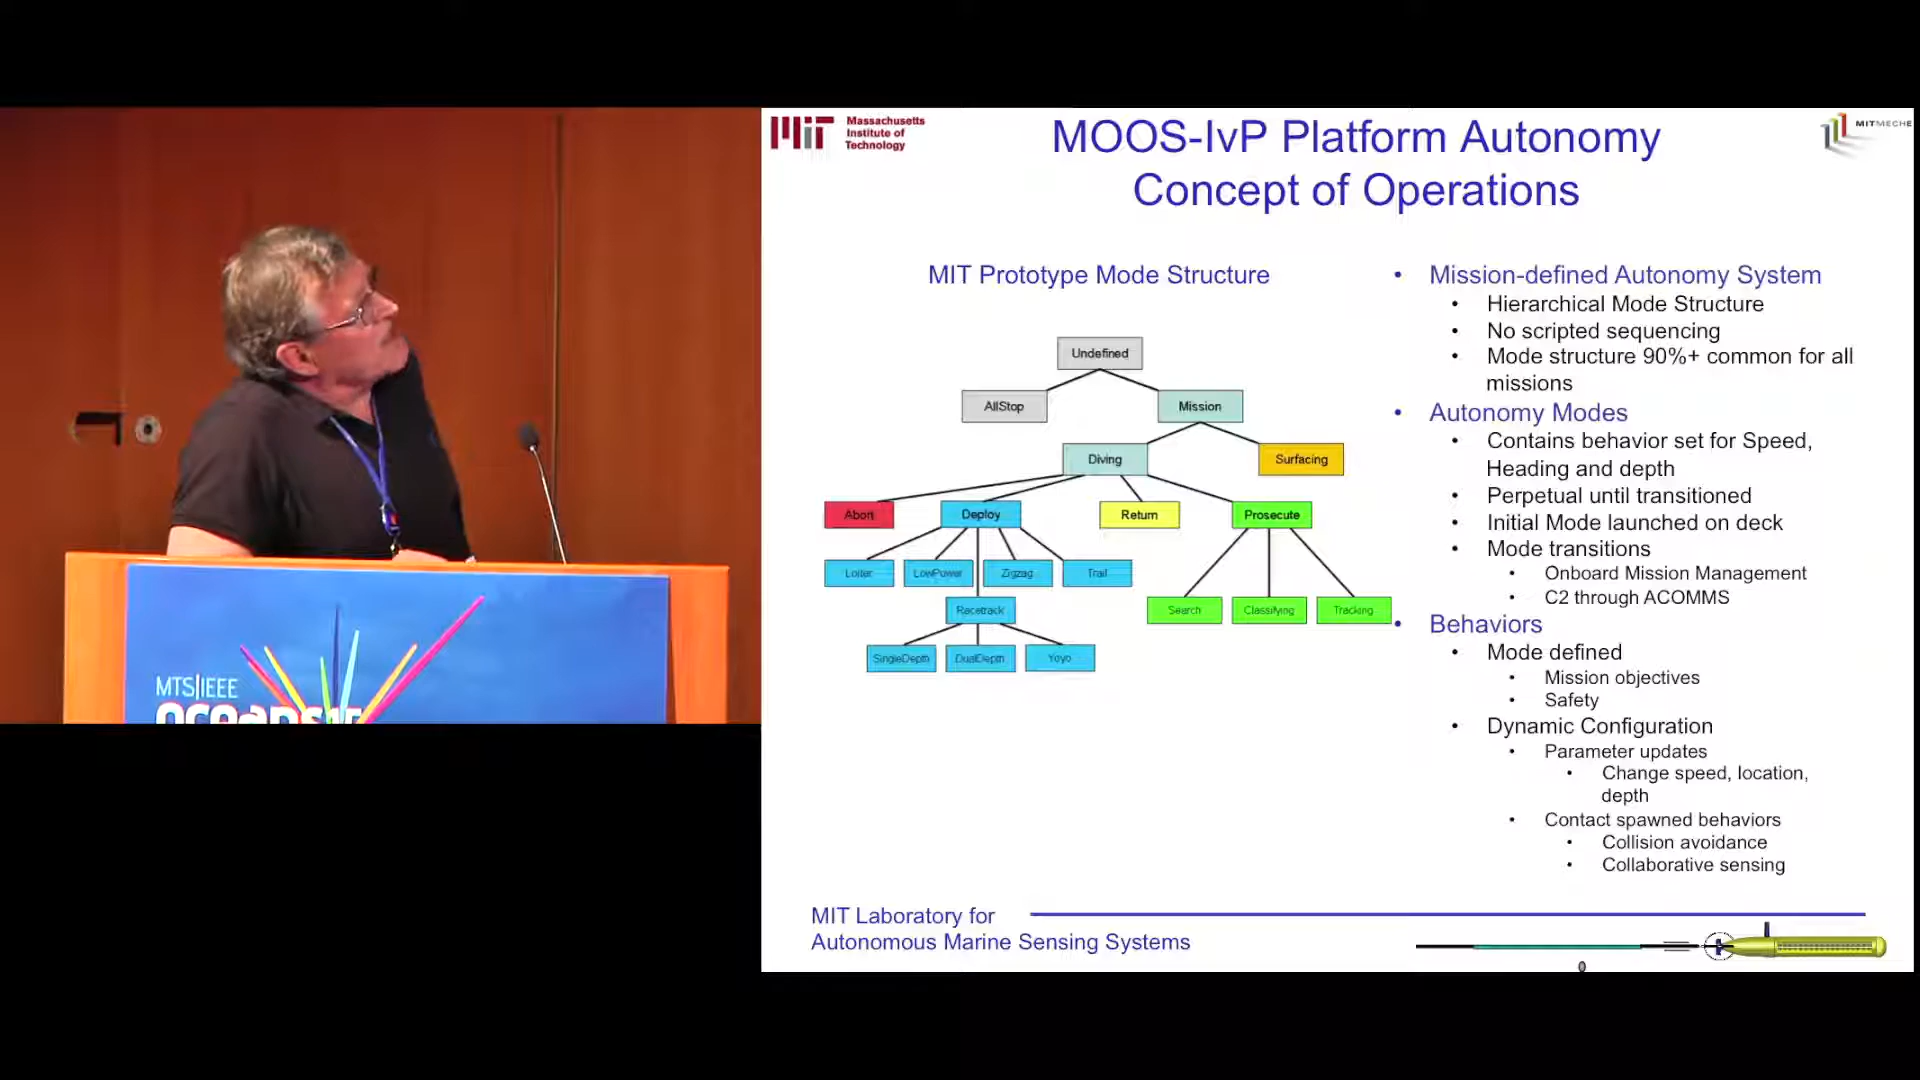 MIT
Massachusetts
Institute of
Technology
MOOS-IvP Platform Autonomy
Concept of Operations
MITMECHE
MIT Prototype Mode Structure
Undefined
AllStop
Mission
Diving
Surfacing
Abort
Deploy
Return
Prosecute
Loiter
LowPower
Zigzag
Trail
Racetrack
Search
Classifying
Tracking
SingleDepth
DualDepth
Yoyo
• Mission-defined Autonomy System
• Hierarchical Mode Structure
• No scripted sequencing
• Mode structure 90%+ common for all
missions
• Autonomy Modes
• Contains behavior set for Speed,
Heading and depth
• Perpetual until transitioned
• Initial Mode launched on deck
• Mode transitions
• Onboard Mission Management
• C2 through ACOMMS
• Behaviors
• Mode defined
• Mission objectives
• Safety
• Dynamic Configuration
• Parameter updates
• Change speed, location,
depth
• Contact spawned behaviors
• Collision avoidance
• Collaborative sensing
MIT Laboratory for
Autonomous Marine Sensing Systems
MTS|IEEE